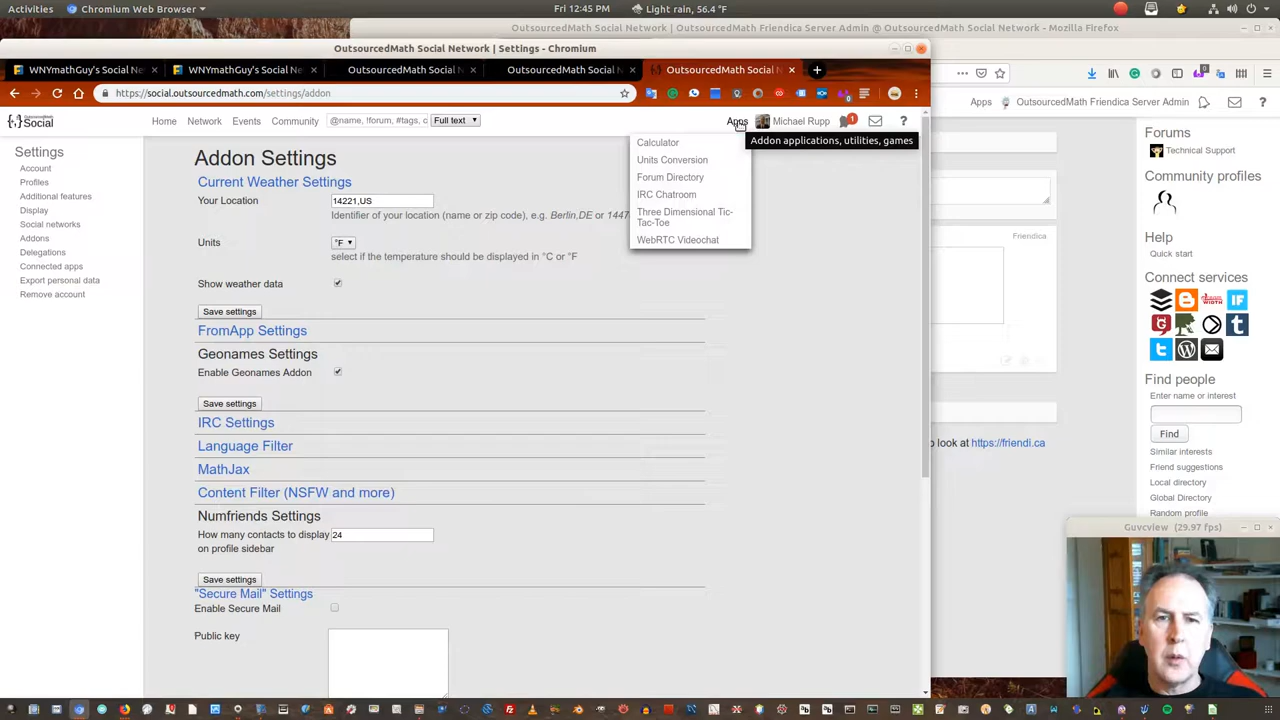 Activities
Chromium Web Browser
Fri 12:45 PM
Light rain, 56.4 °F
OutsourcedMath Social Network | OutsourcedMath Friendica Server Admin - Mozilla Firefox
OutsourcedMath Social Network | Settings - Chromium
WNYmathGuy's Social Ne
WNYmathGuy's Social Ne
OutsourcedMath Social N
OutsourcedMath Social N
OutsourcedMath Social N
https://social.outsourcedmath.com/settings/addon
Apps
OutsourcedMath Friendica Server Admin
Social
Home
Network
Events
Community
@name, !forum, #tags, c
Full text
Apps
Michael Rupp
1
?
Addon applications, utilities, games
Calculator
Units Conversion
Forum Directory
IRC Chatroom
Three Dimensional Tic-
Tac-Toe
WebRTC Videochat
Settings
Account
Profiles
Additional features
Display
Social networks
Addons
Delegations
Connected apps
Export personal data
Remove account
Addon Settings
Current Weather Settings
Your Location
14221,US
Identifier of your location (name or zip code), e.g. Berlin,DE or 1447
Units
°F
select if the temperature should be displayed in °C or °F
Show weather data
Save settings
FromApp Settings
Geonames Settings
Enable Geonames Addon
Save settings
IRC Settings
Language Filter
MathJax
Content Filter (NSFW and more)
Numfriends Settings
How many contacts to display
24
on profile sidebar
Save settings
"Secure Mail" Settings
Enable Secure Mail
Public key
Friendica
o look at https://friendi.ca
Forums
Technical Support
Community profiles
Help
Quick start
Connect services
Find people
Enter name or interest
Find
Similar interests
Friend suggestions
Local directory
Global Directory
Random profile
Guvcview (29.97 fps)